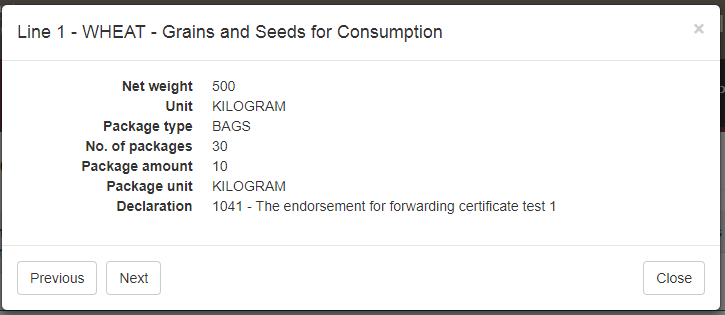 Line 1 - WHEAT - Grains and Seeds for Consumption ×
Net weight 500
Unit KILOGRAM
Package type BAGS
No. of packages 30
Package amount 10
Package unit KILOGRAM
Declaration 1041 - The endorsement for forwarding certificate test 1
Previous Next Close